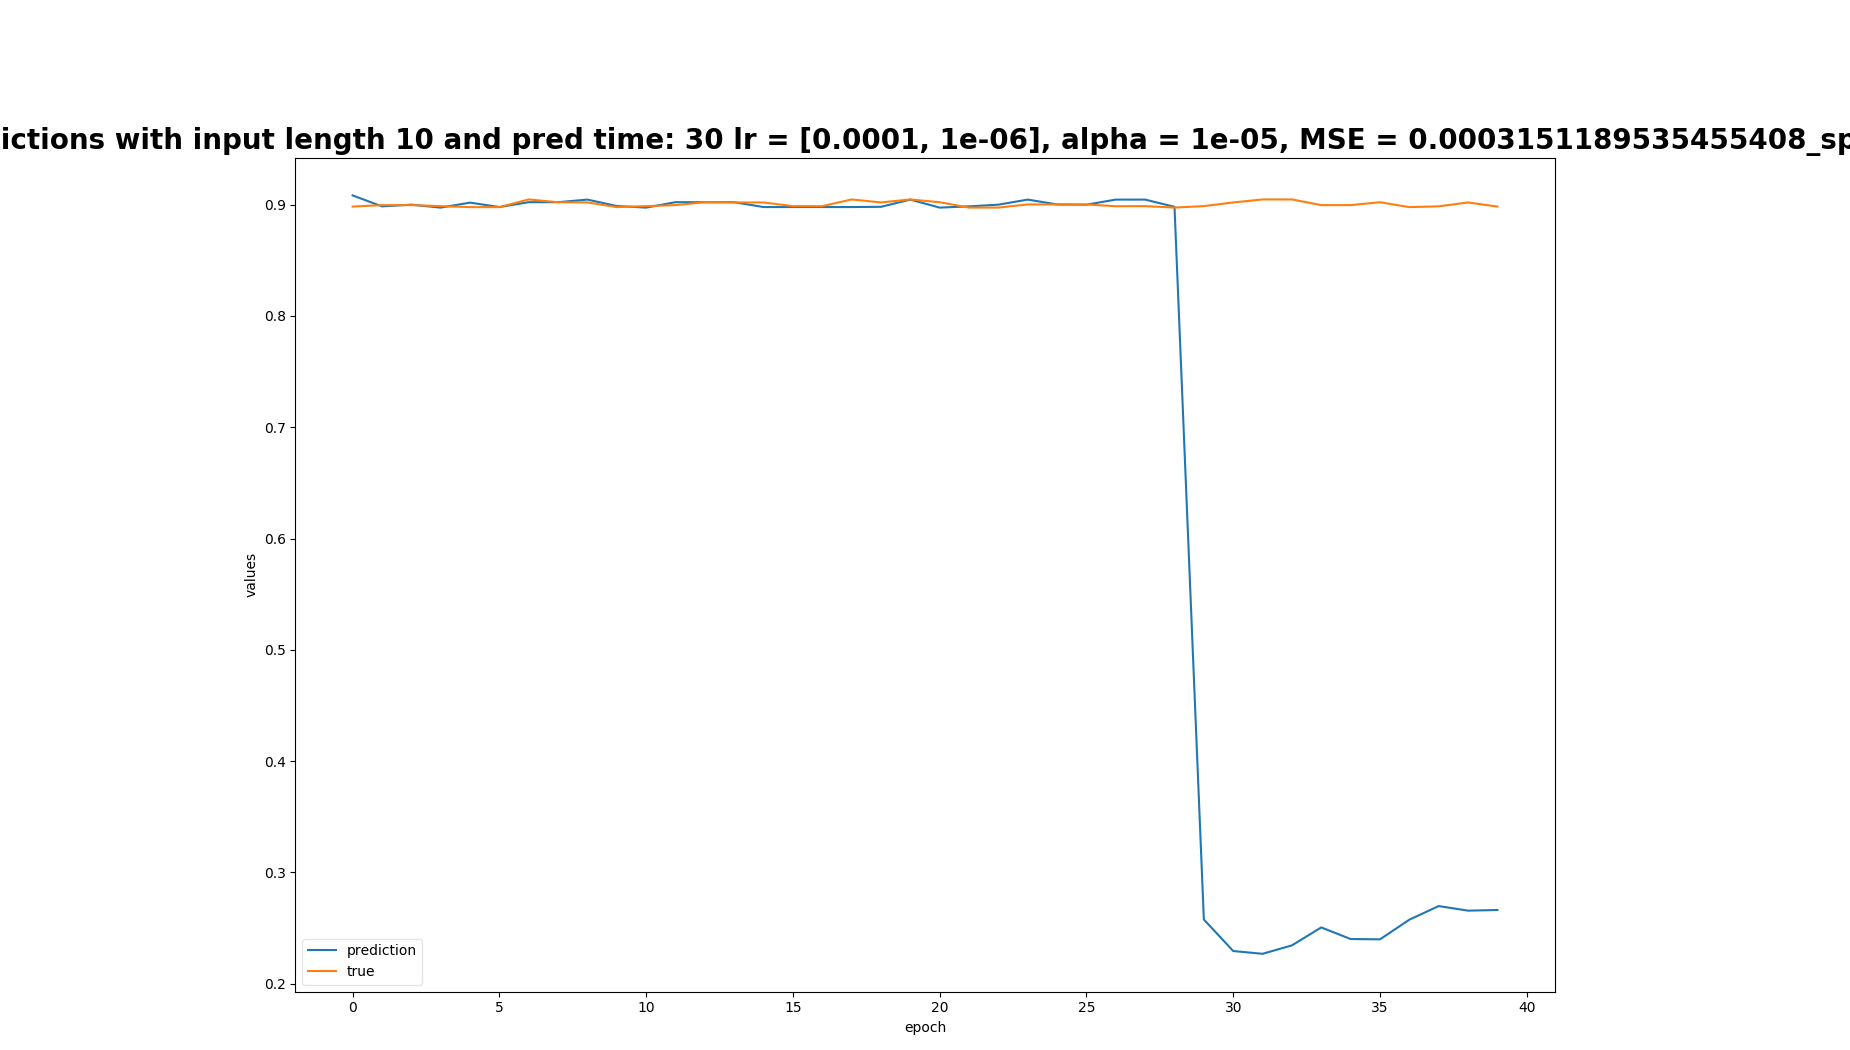 ictions with input length 10 and pred time: 30 lr = [0.0001, 1e-06], alpha = 1e-05, MSE = 0.0003151189535455408_sp
0.9
0.8
0.7
0.6
0.5
0.4
0.3
0.2
values
prediction
true
0 5 10 15 20 25 30 35 40
epoch